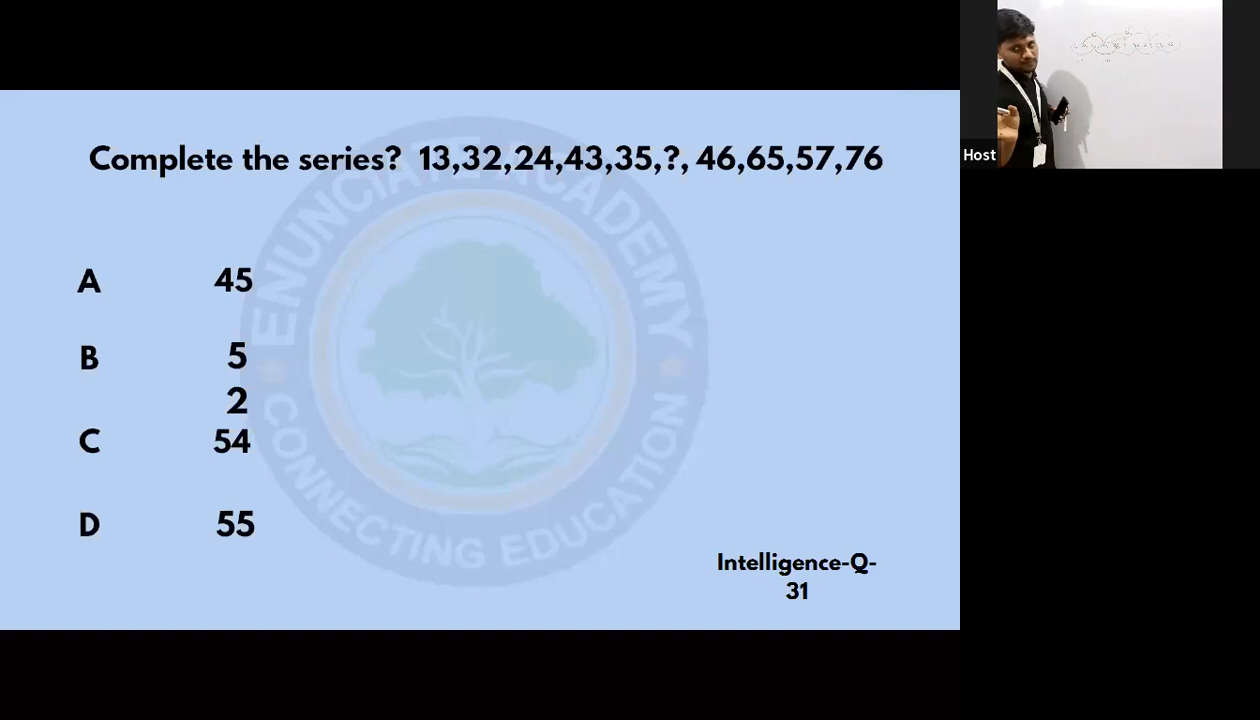 Complete the series? 13,32,24,43,35,?, 46,65,57,76
A 45
B 5
2
C 54
D 55
Intelligence-Q-
31
ENUNCIATE ACADEMY
CONNECTING EDUCATION
Host